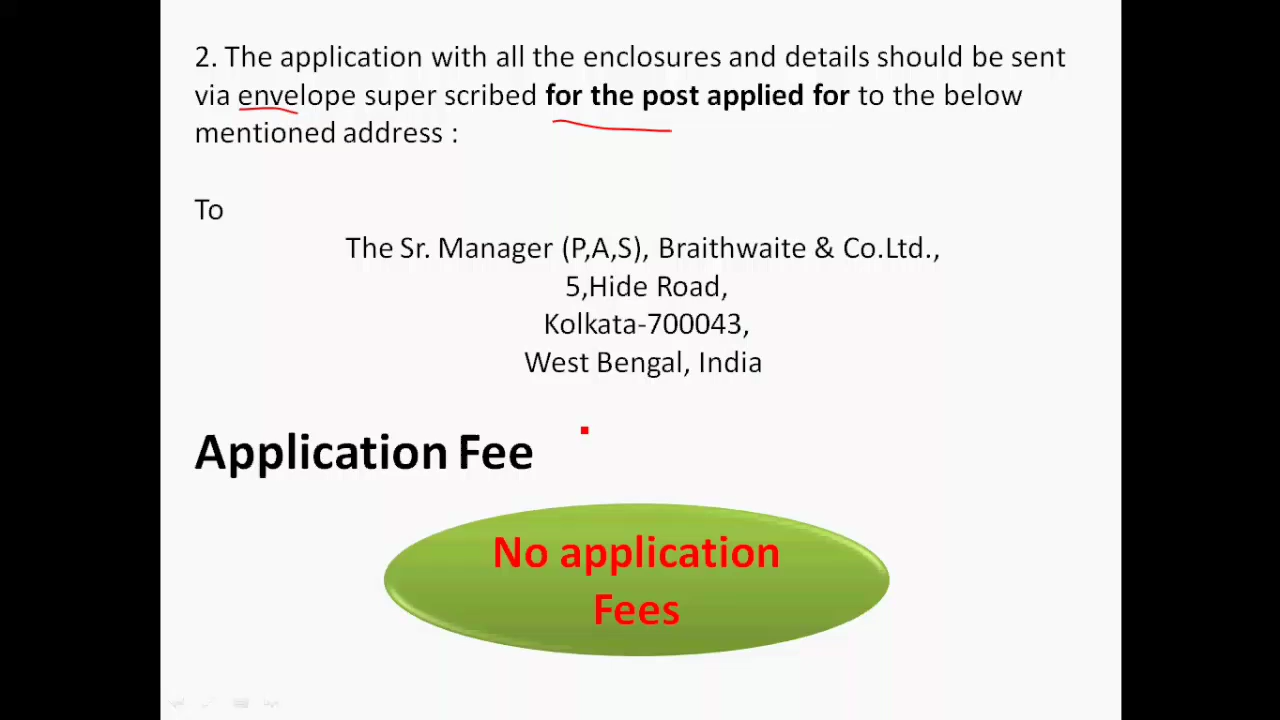 2. The application with all the enclosures and details should be sent
via envelope super scribed for the post applied for to the below
mentioned address :
To
The Sr. Manager (P,A,S), Braithwaite & Co.Ltd.,
5,Hide Road,
Kolkata-700043,
West Bengal, India
Application Fee
No application
Fees